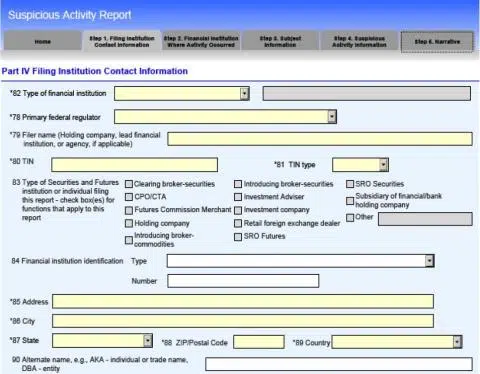 Suspicious Activity Report
Home
Step 1. Filing Institution
Contact Information
Step 2. Financial Institution
Where Activity Occurred
Step 3. Subject
Information
Step 4. Suspicious
Activity Information
Step 5. Narrative
Part IV Filing Institution Contact Information
*82 Type of financial institution
*78 Primary federal regulator
*79 Filer name (Holding company, lead financial
institution, or agency, if applicable)
*80 TIN
*81 TIN type
83 Type of Securities and Futures
institution or individual filing
this report - check box(es) for
functions that apply to this
report
Clearing broker-securities
CPO/CTA
Futures Commission Merchant
Holding company
Introducing broker-
commodities
Introducing broker-securities
Investment Adviser
Investment company
Retail foreign exchange dealer
SRO Futures
SRO Securities
Subsidiary of financial/bank
holding company
Other
84 Financial institution identification
Type
Number
*85 Address
*86 City
*87 State
*88 ZIP/Postal Code
*89 Country
90 Alternate name, e.g., AKA - individual or trade name,
DBA - entity